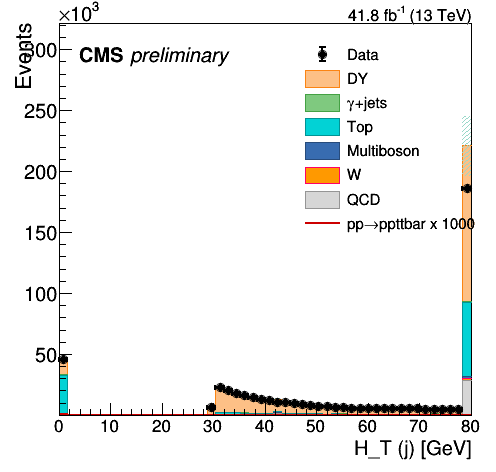 ×10³
41.8 fb⁻¹ (13 TeV)
Events
CMS preliminary
Data
DY
γ+jets
Top
Multiboson
W
QCD
pp→ppttbar x 1000
300
250
200
150
100
50
0 10 20 30 40 50 60 70 80
H_T (j) [GeV]